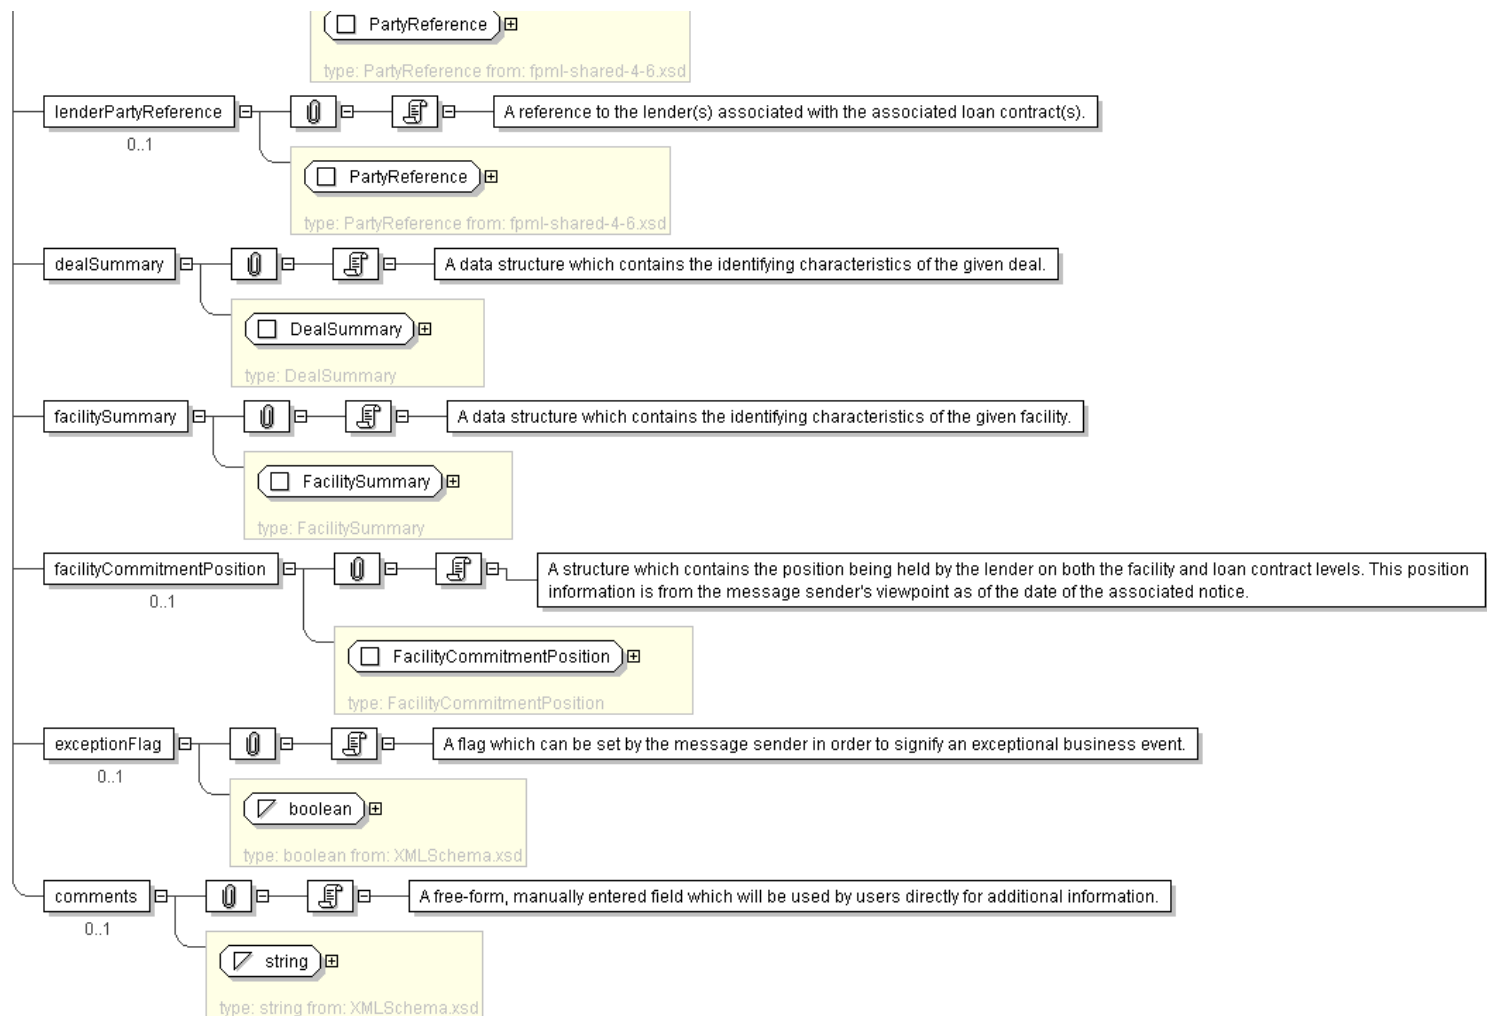 PartyReference
type: PartyReference from: fpml-shared-4-6.xsd
lenderPartyReference
A reference to the lender(s) associated with the associated loan contract(s).
0..1
PartyReference
type: PartyReference from: fpml-shared-4-6.xsd
dealSummary
A data structure which contains the identifying characteristics of the given deal.
DealSummary
type: DealSummary
facilitySummary
A data structure which contains the identifying characteristics of the given facility.
FacilitySummary
type: FacilitySummary
facilityCommitmentPosition
A structure which contains the position being held by the lender on both the facility and loan contract levels. This position
information is from the message sender's viewpoint as of the date of the associated notice.
0..1
FacilityCommitmentPosition
type: FacilityCommitmentPosition
exceptionFlag
A flag which can be set by the message sender in order to signify an exceptional business event.
0..1
boolean
type: boolean from: XMLSchema.xsd
comments
A free-form, manually entered field which will be used by users directly for additional information.
0..1
string
type: string from: XMLSchema.xsd